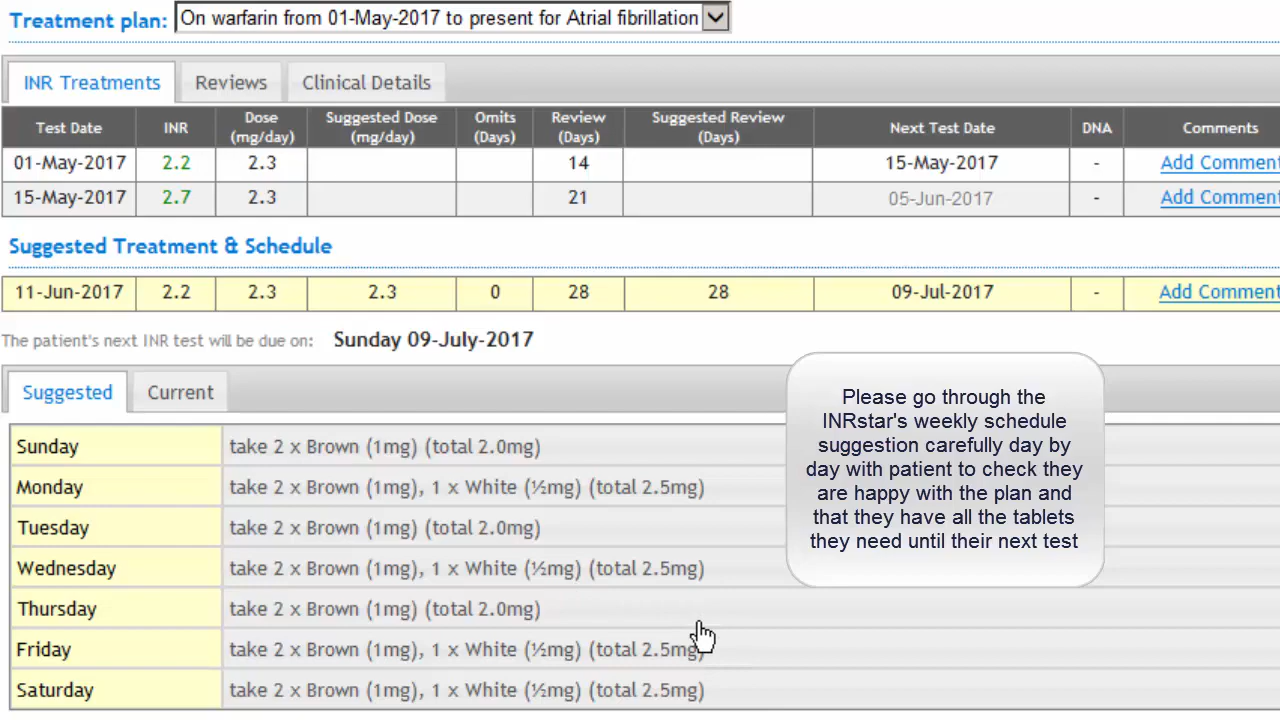 Treatment plan: On warfarin from 01-May-2017 to present for Atrial fibrillation
INR Treatments Reviews Clinical Details
Test Date INR Dose (mg/day) Suggested Dose (mg/day) Omits (Days) Review (Days) Suggested Review (Days) Next Test Date DNA Comments
01-May-2017 2.2 2.3 14 15-May-2017 - Add Comment
15-May-2017 2.7 2.3 21 05-Jun-2017 - Add Comment
Suggested Treatment & Schedule
11-Jun-2017 2.2 2.3 2.3 0 28 28 09-Jul-2017 - Add Comment
The patient's next INR test will be due on: Sunday 09-July-2017
Suggested Current
Sunday take 2 x Brown (1mg) (total 2.0mg)
Monday take 2 x Brown (1mg), 1 x White (½mg) (total 2.5mg)
Tuesday take 2 x Brown (1mg) (total 2.0mg)
Wednesday take 2 x Brown (1mg), 1 x White (½mg) (total 2.5mg)
Thursday take 2 x Brown (1mg) (total 2.0mg)
Friday take 2 x Brown (1mg), 1 x White (½mg) (total 2.5mg)
Saturday take 2 x Brown (1mg), 1 x White (½mg) (total 2.5mg)
Please go through the
INRstar's weekly schedule
suggestion carefully day by
day with patient to check they
are happy with the plan and
that they have all the tablets
they need until their next test